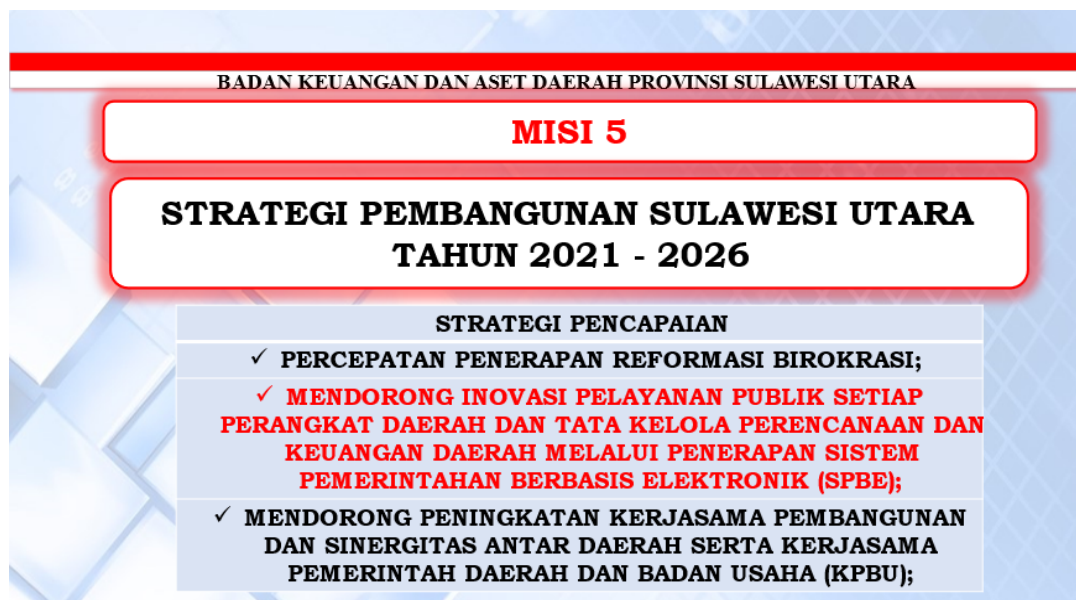 BADAN KEUANGAN DAN ASET DAERAH PROVINSI SULAWESI UTARA
MISI 5
STRATEGI PEMBANGUNAN SULAWESI UTARA
TAHUN 2021 - 2026
STRATEGI PENCAPAIAN
✓ PERCEPATAN PENERAPAN REFORMASI BIROKRASI;
✓ MENDORONG INOVASI PELAYANAN PUBLIK SETIAP
PERANGKAT DAERAH DAN TATA KELOLA PERENCANAAN DAN
KEUANGAN DAERAH MELALUI PENERAPAN SISTEM
PEMERINTAHAN BERBASIS ELEKTRONIK (SPBE);
✓ MENDORONG PENINGKATAN KERJASAMA PEMBANGUNAN
DAN SINERGITAS ANTAR DAERAH SERTA KERJASAMA
PEMERINTAH DAERAH DAN BADAN USAHA (KPBU);